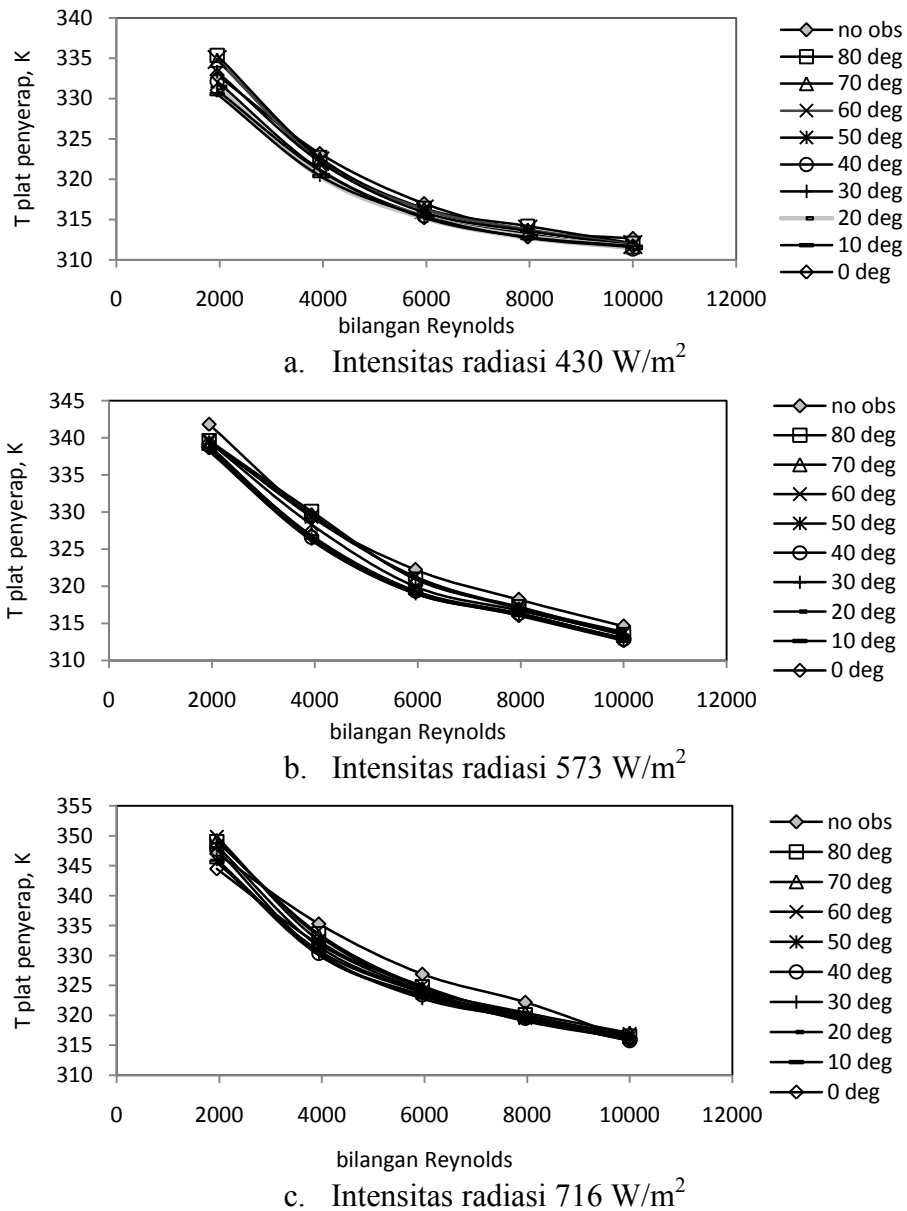 T plat penyerap, K
340
335
330
325
320
315
310
0 2000 4000 6000 8000 10000 12000
bilangan Reynolds
no obs
80 deg
70 deg
60 deg
50 deg
40 deg
30 deg
20 deg
10 deg
0 deg
a. Intensitas radiasi 430 W/m²
T plat penyerap, K
345
340
335
330
325
320
315
310
0 2000 4000 6000 8000 10000 12000
bilangan Reynolds
no obs
80 deg
70 deg
60 deg
50 deg
40 deg
30 deg
20 deg
10 deg
0 deg
b. Intensitas radiasi 573 W/m²
T plat penyerap, K
355
350
345
340
335
330
325
320
315
310
0 2000 4000 6000 8000 10000 12000
bilangan Reynolds
no obs
80 deg
70 deg
60 deg
50 deg
40 deg
30 deg
20 deg
10 deg
0 deg
c. Intensitas radiasi 716 W/m²